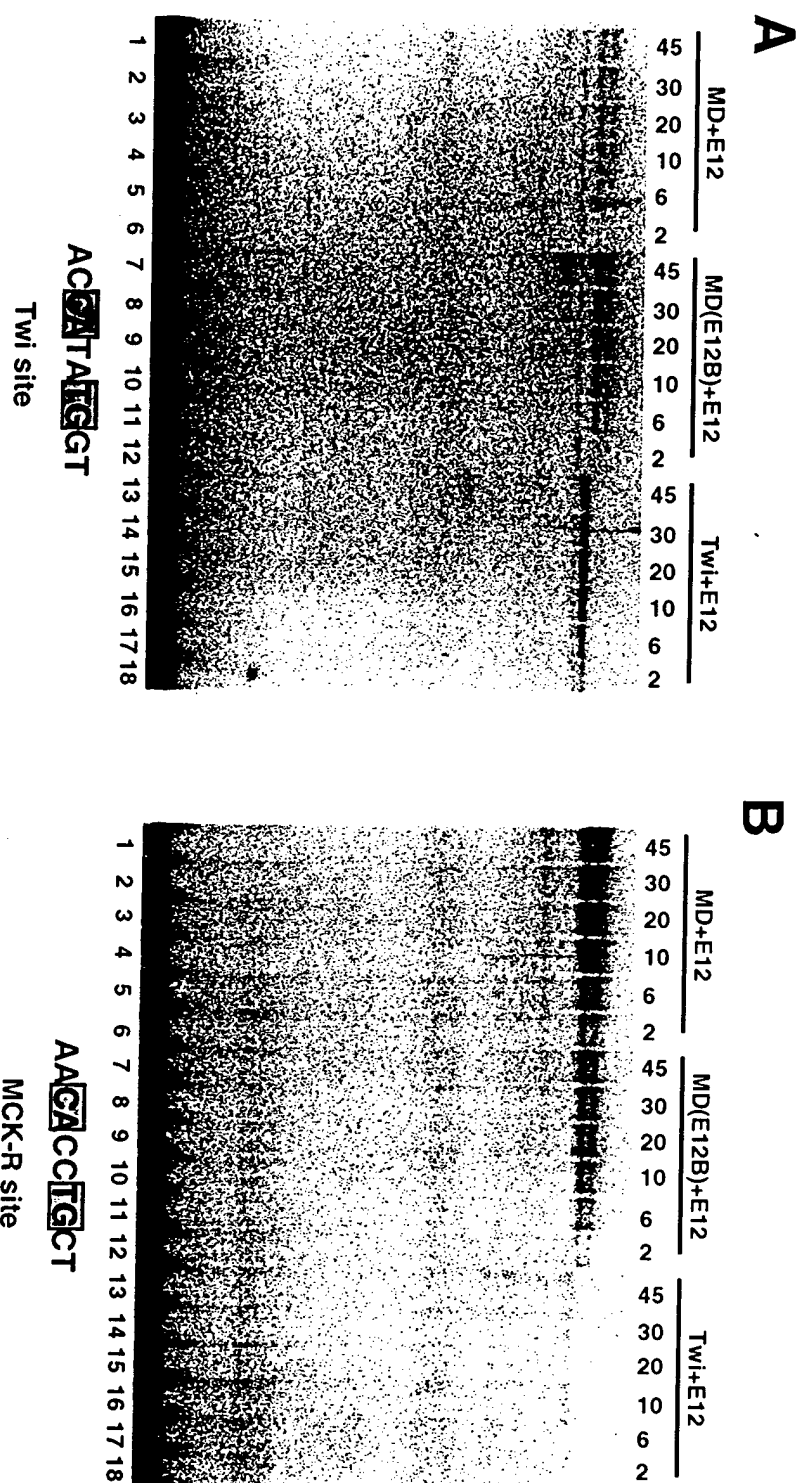 A
MD+E12 MD(E12B)+E12 Twi+E12
45 30 20 10 6 2 45 30 20 10 6 2 45 30 20 10 6 2
1 2 3 4 5 6 7 8 9 10 11 12 13 14 15 16 17 18
ACCATATGGT
Twi site
B
MD+E12 MD(E12B)+E12 Twi+E12
45 30 20 10 6 2 45 30 20 10 6 2 45 30 20 10 6 2
1 2 3 4 5 6 7 8 9 10 11 12 13 14 15 16 17 18
AACACCTGCT
MCK-R site